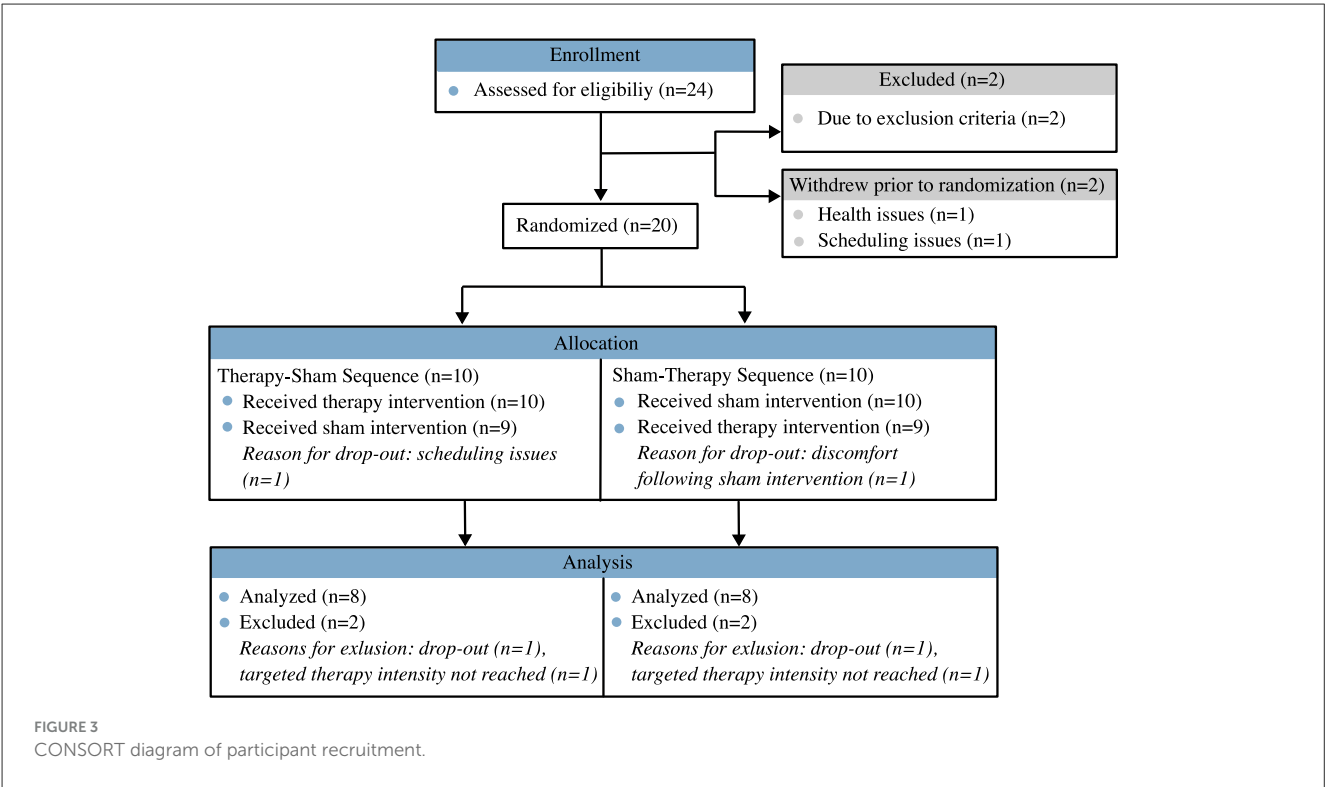 Enrollment
Assessed for eligibiliy (n=24)
Excluded (n=2)
Due to exclusion criteria (n=2)
Withdrew prior to randomization (n=2)
Health issues (n=1)
Scheduling issues (n=1)
Randomized (n=20)
Allocation
Therapy-Sham Sequence (n=10)
Received therapy intervention (n=10)
Received sham intervention (n=9)
Reason for drop-out: scheduling issues
(n=1)
Sham-Therapy Sequence (n=10)
Received sham intervention (n=10)
Received therapy intervention (n=9)
Reason for drop-out: discomfort
following sham intervention (n=1)
Analysis
Analyzed (n=8)
Excluded (n=2)
Reasons for exlusion: drop-out (n=1),
targeted therapy intensity not reached (n=1)
Analyzed (n=8)
Excluded (n=2)
Reasons for exlusion: drop-out (n=1),
targeted therapy intensity not reached (n=1)
FIGURE 3
CONSORT diagram of participant recruitment.